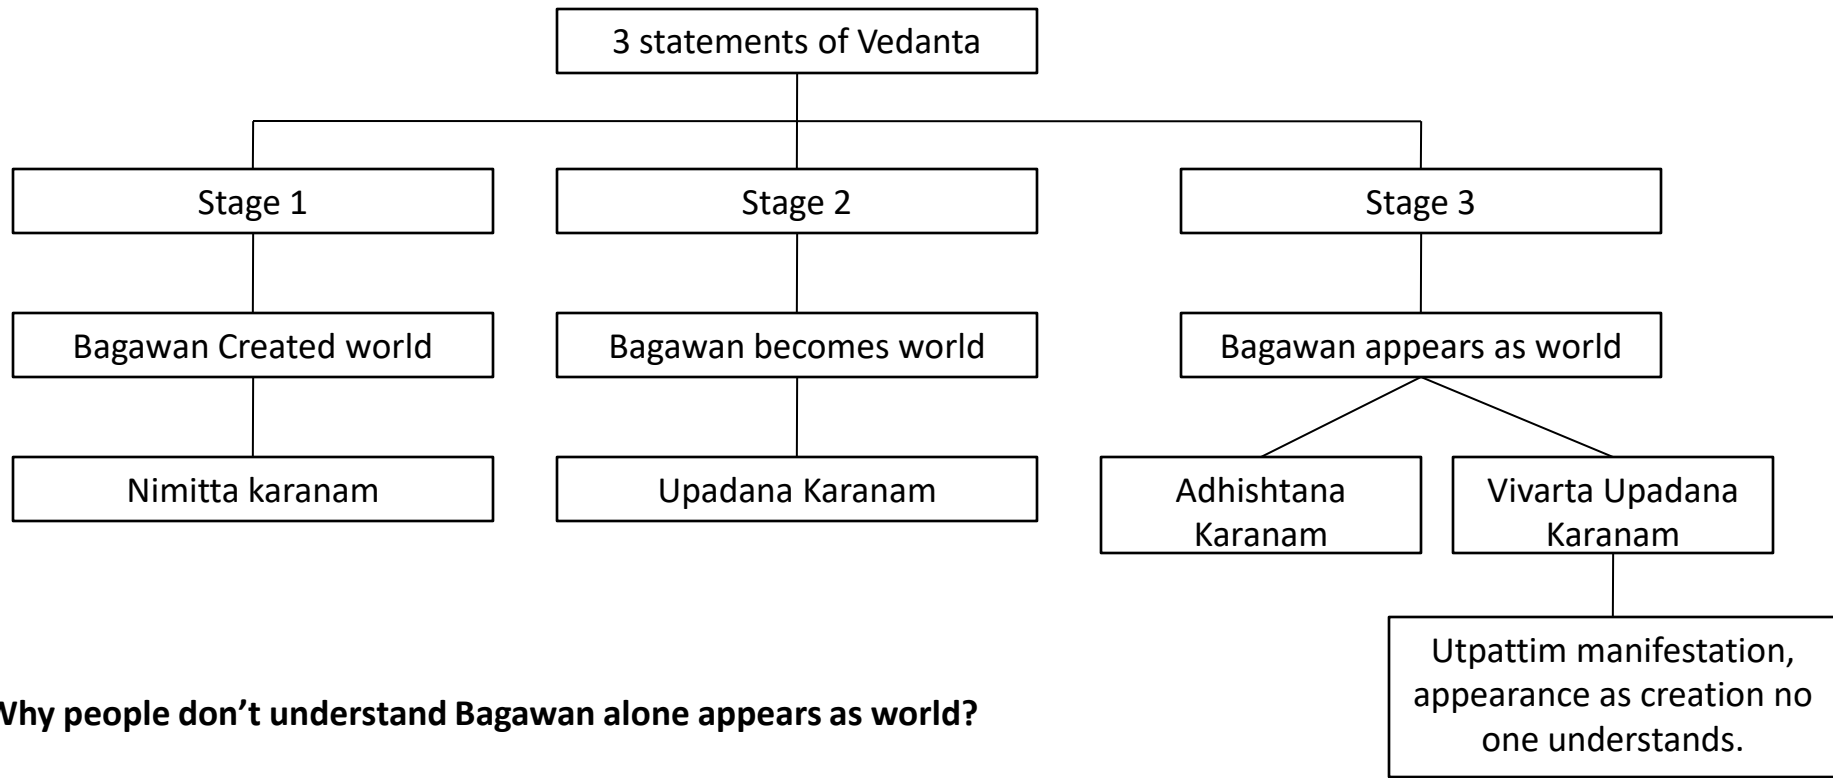 3 statements of Vedanta
Stage 1
Stage 2
Stage 3
Bagawan Created world
Bagawan becomes world
Bagawan appears as world
Nimitta karanam
Upadana Karanam
Adhishtana
Karanam
Vivarta Upadana
Karanam
Utpattim manifestation,
appearance as creation no
one understands.
Why people don’t understand Bagawan alone appears as world?